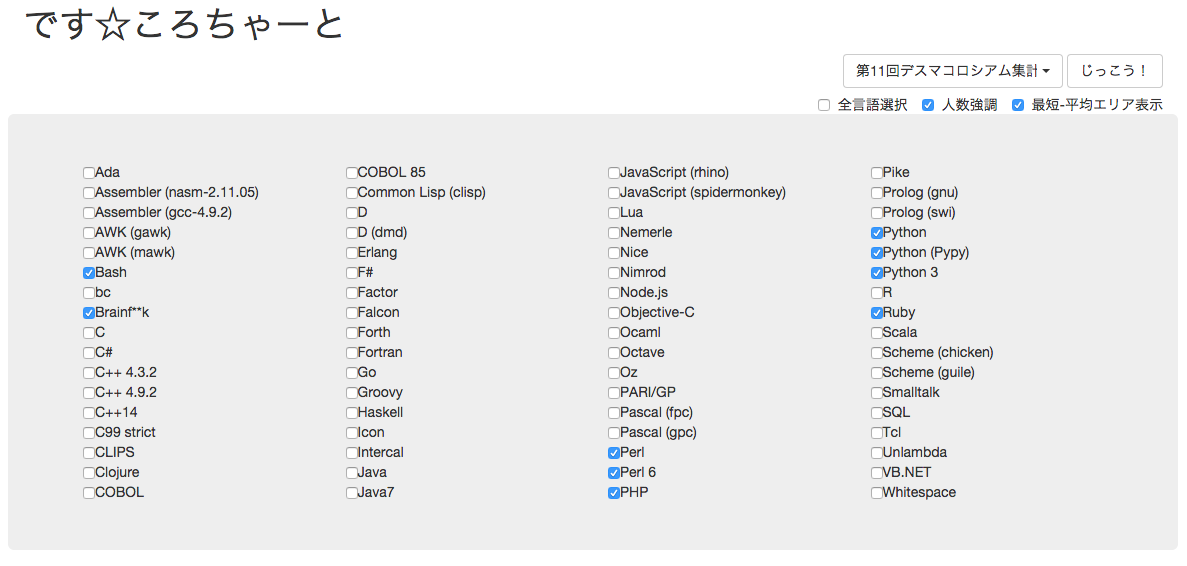 です☆ころちゃーと
第11回デスマコロシアム集計 じっこう！
全言語選択 人数強調 最短-平均エリア表示
Ada
Assembler (nasm-2.11.05)
Assembler (gcc-4.9.2)
AWK (gawk)
AWK (mawk)
Bash
bc
Brainf**k
C
C#
C++ 4.3.2
C++ 4.9.2
C++14
C99 strict
CLIPS
Clojure
COBOL
COBOL 85
Common Lisp (clisp)
D
D (dmd)
Erlang
F#
Factor
Falcon
Forth
Fortran
Go
Groovy
Haskell
Icon
Intercal
Java
Java7
JavaScript (rhino)
JavaScript (spidermonkey)
Lua
Nemerle
Nice
Nimrod
Node.js
Objective-C
Ocaml
Octave
Oz
PARI/GP
Pascal (fpc)
Pascal (gpc)
Perl
Perl 6
PHP
Pike
Prolog (gnu)
Prolog (swi)
Python
Python (Pypy)
Python 3
R
Ruby
Scala
Scheme (chicken)
Scheme (guile)
Smalltalk
SQL
Tcl
Unlambda
VB.NET
Whitespace